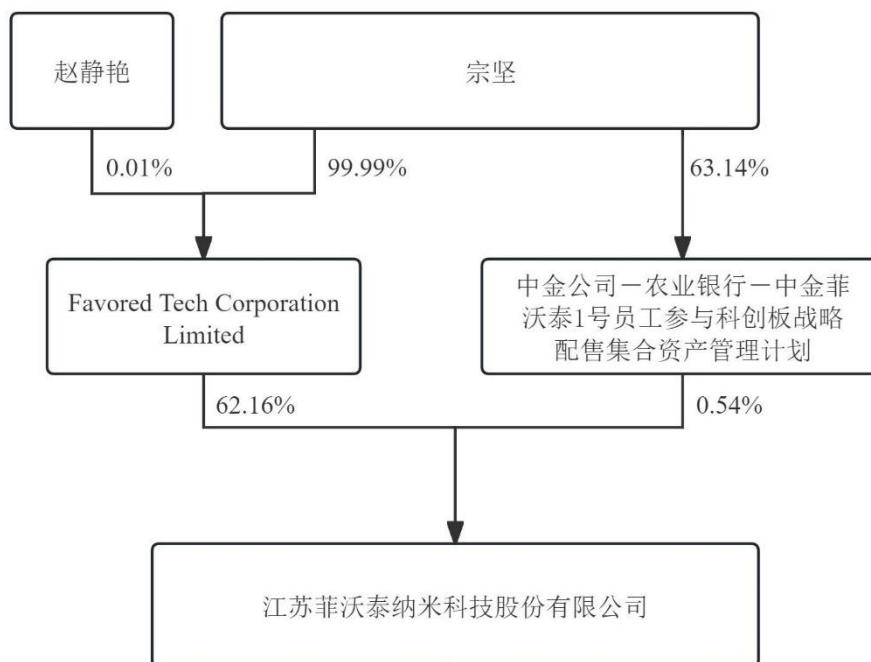 赵静艳
宗坚
0.01%
99.99%
63.14%
Favored Tech Corporation
Limited
中金公司－农业银行－中金菲
沃泰1号员工参与科创板战略
配售集合资产管理计划
62.16%
0.54%
江苏菲沃泰纳米科技股份有限公司